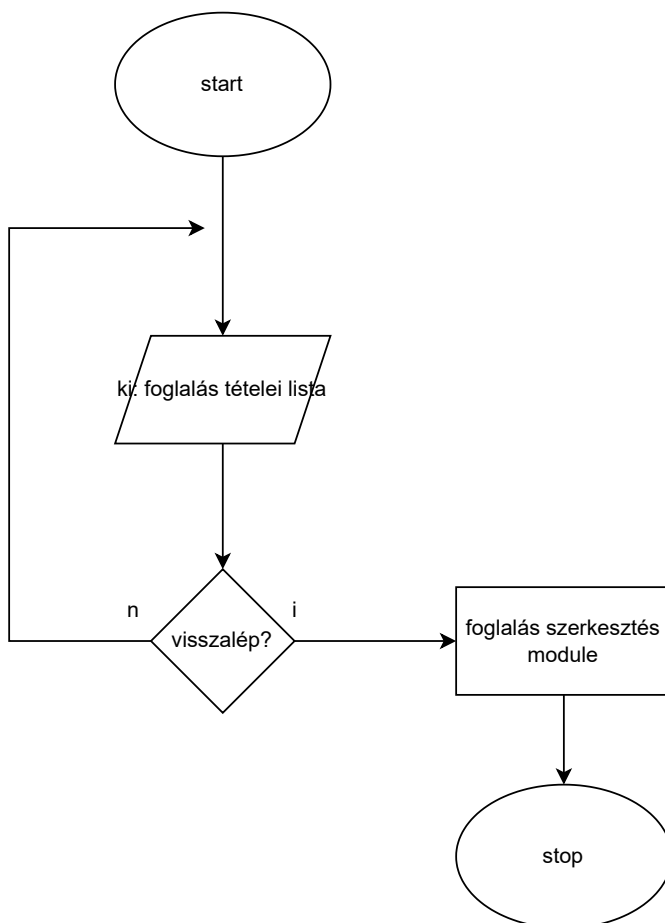 start
ki: foglalás tételei lista
n
i
visszalép?
foglalás szerkesztés
module
stop